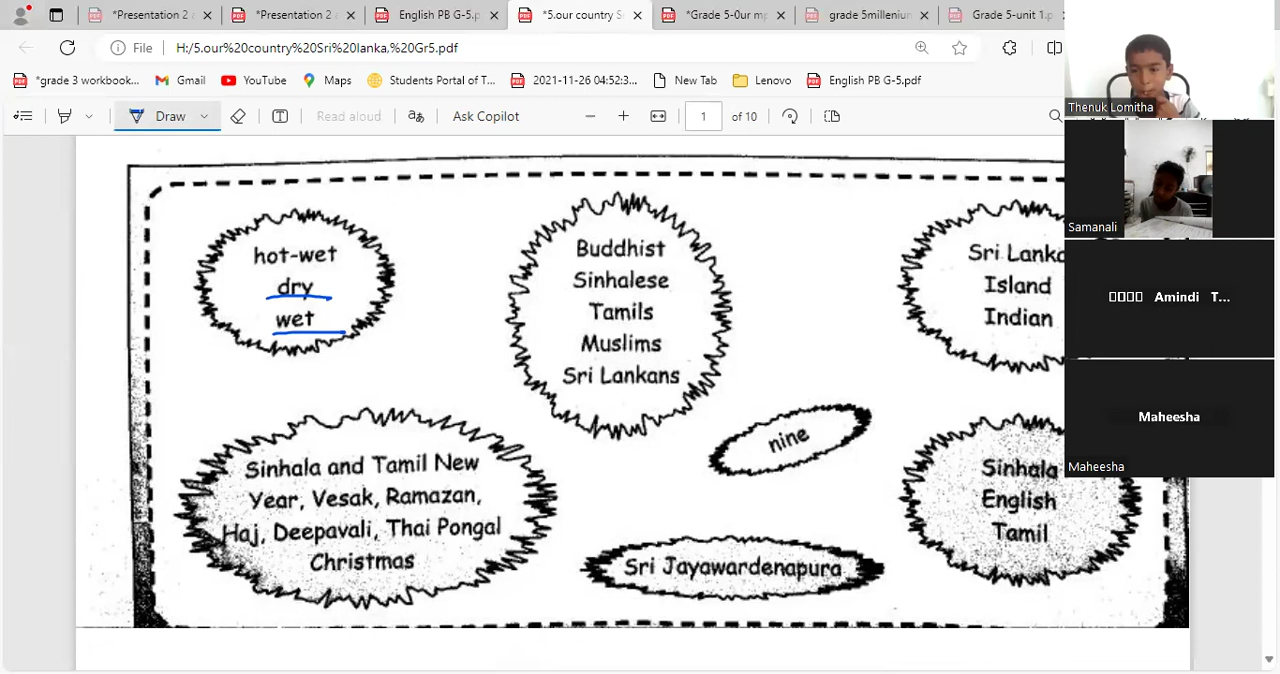 *Presentation 2 a
*Presentation 2 a
English PB G-5.p
*5.our country S
*Grade 5-0ur m
grade 5milleniur
Grade 5-unit 1.p
File
H:/5.our%20country%20Sri%20lanka,%20Gr5.pdf
*grade 3 workbook...
Gmail
YouTube
Maps
Students Portal of T...
2021-11-26 04:52:3...
New Tab
Lenovo
English PB G-5.pdf
Draw
Read aloud
Ask Copilot
1
of 10
hot-wet
dry
wet
Buddhist
Sinhalese
Tamils
Muslims
Sri Lankans
Sri Lanka
Island
Indian
nine
Sinhala and Tamil New
Year, Vesak, Ramazan,
Haj, Deepavali, Thai Pongal
Christmas
Sri Jayawardenapura
Sinhala
English
Tamil
Thenuk Lomitha
Samanali
Amindi T...
Maheesha
Maheesha